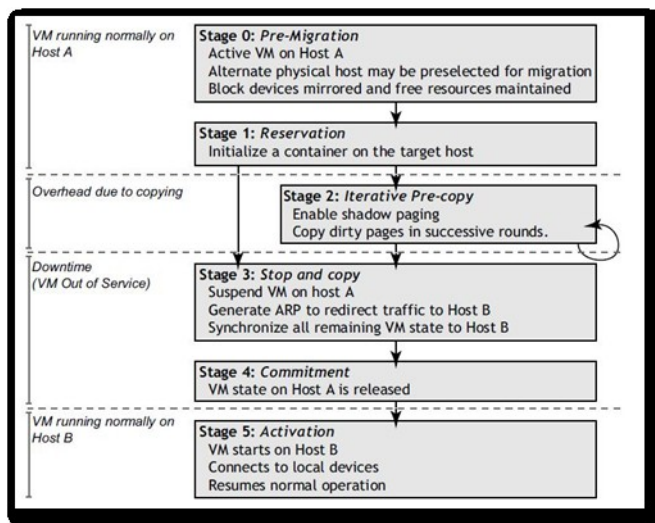 VM running normally on
Host A
Stage 0: Pre-Migration
Active VM on Host A
Alternate physical host may be preselected for migration
Block devices mirrored and free resources maintained
Stage 1: Reservation
Initialize a container on the target host
Overhead due to copying
Stage 2: Iterative Pre-copy
Enable shadow paging
Copy dirty pages in successive rounds.
Downtime
(VM Out of Service)
Stage 3: Stop and copy
Suspend VM on host A
Generate ARP to redirect traffic to Host B
Synchronize all remaining VM state to Host B
Stage 4: Commitment
VM state on Host A is released
VM running normally on
Host B
Stage 5: Activation
VM starts on Host B
Connects to local devices
Resumes normal operation